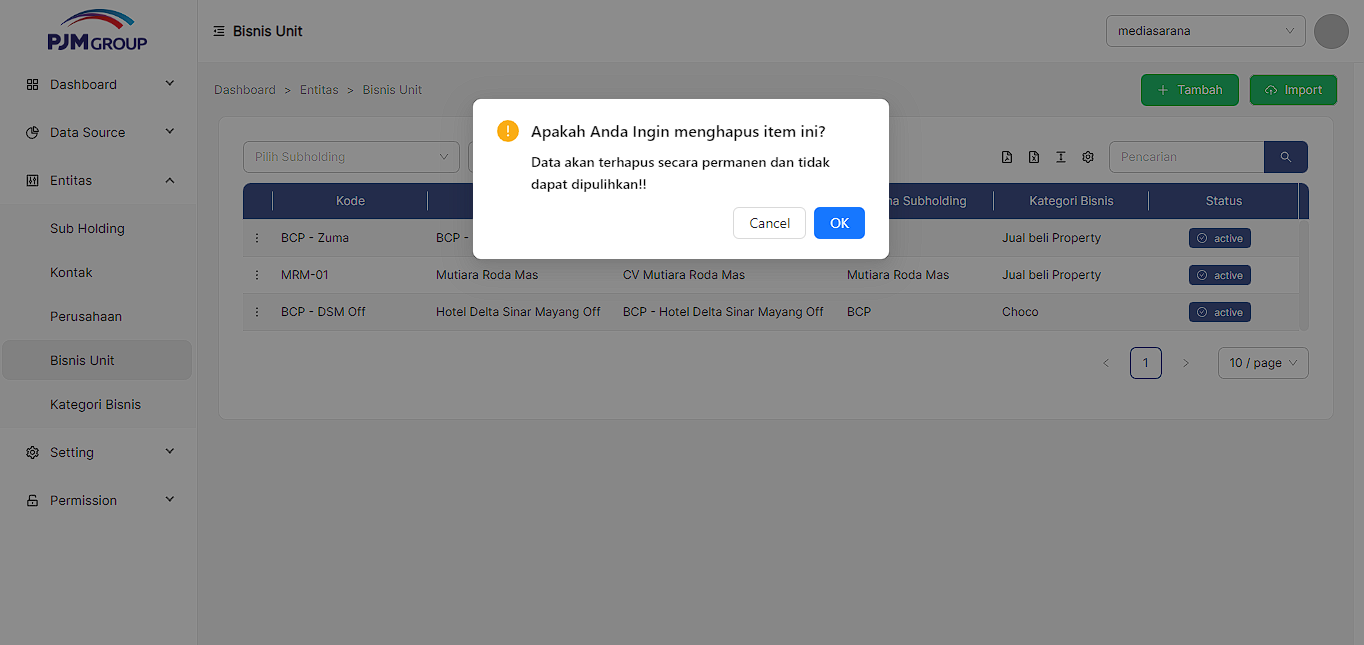 PJM GROUP
Bisnis Unit
mediasarana
Dashboard
Data Source
Entitas
Sub Holding
Kontak
Perusahaan
Bisnis Unit
Kategori Bisnis
Setting
Permission
Dashboard > Entitas > Bisnis Unit
+ Tambah
Import
Apakah Anda Ingin menghapus item ini?
Data akan terhapus secara permanen dan tidak
dapat dipulihkan!!
Cancel
OK
Pilih Subholding
Pencarian
Kode Subholding Kategori Bisnis Status
BCP - Zuma BCP - Jual beli Property active
MRM-01 Mutiara Roda Mas CV Mutiara Roda Mas Mutiara Roda Mas Jual beli Property active
BCP - DSM Off Hotel Delta Sinar Mayang Off BCP - Hotel Delta Sinar Mayang Off BCP Choco active
< 1 > 10 / page